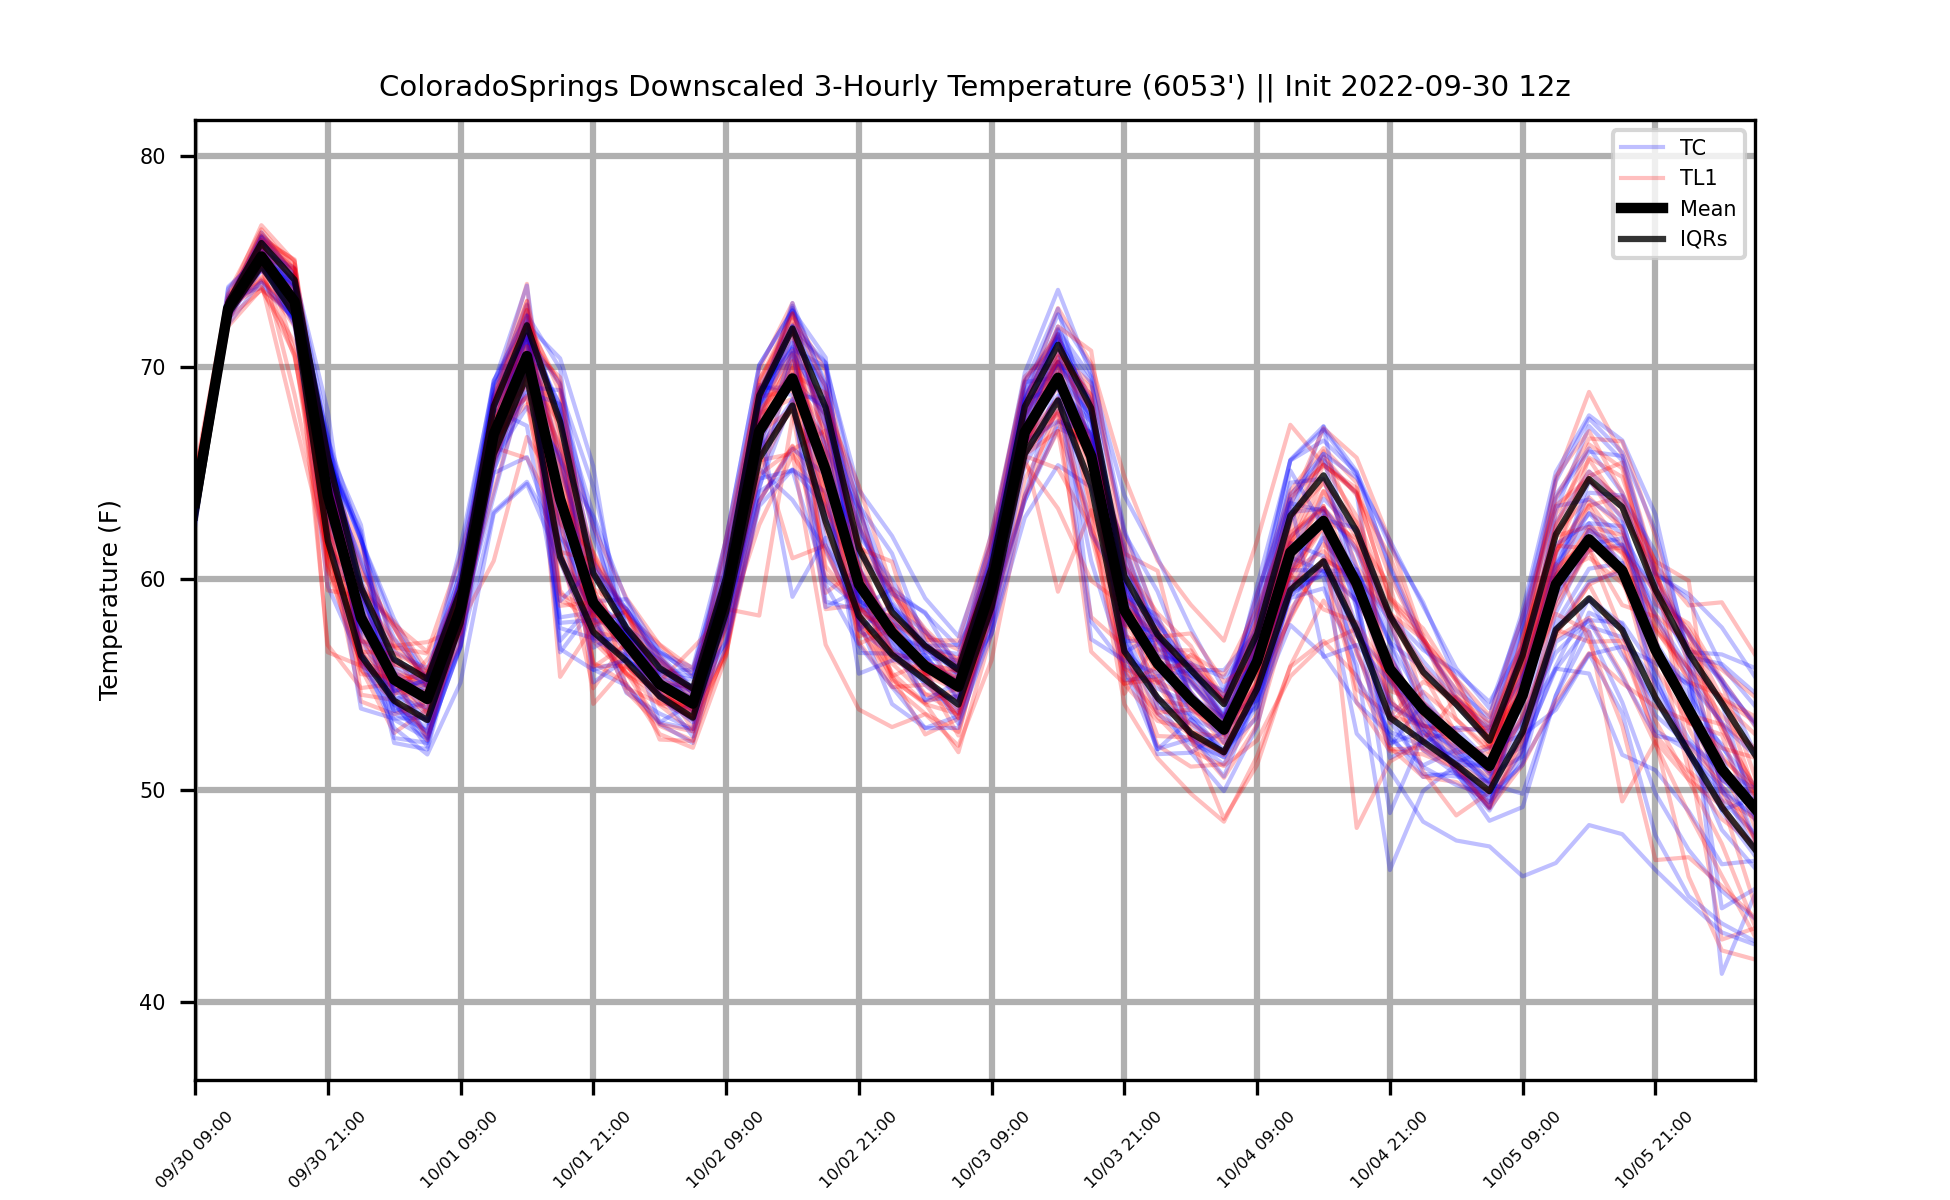 ColoradoSprings Downscaled 3-Hourly Temperature (6053') || Init 2022-09-30 12z
TC
TL1
Mean
IQRs
Temperature (F)
80
70
60
50
40
09/30 09:00
09/30 21:00
10/01 09:00
10/01 21:00
10/02 09:00
10/02 21:00
10/03 09:00
10/03 21:00
10/04 09:00
10/04 21:00
10/05 09:00
10/05 21:00